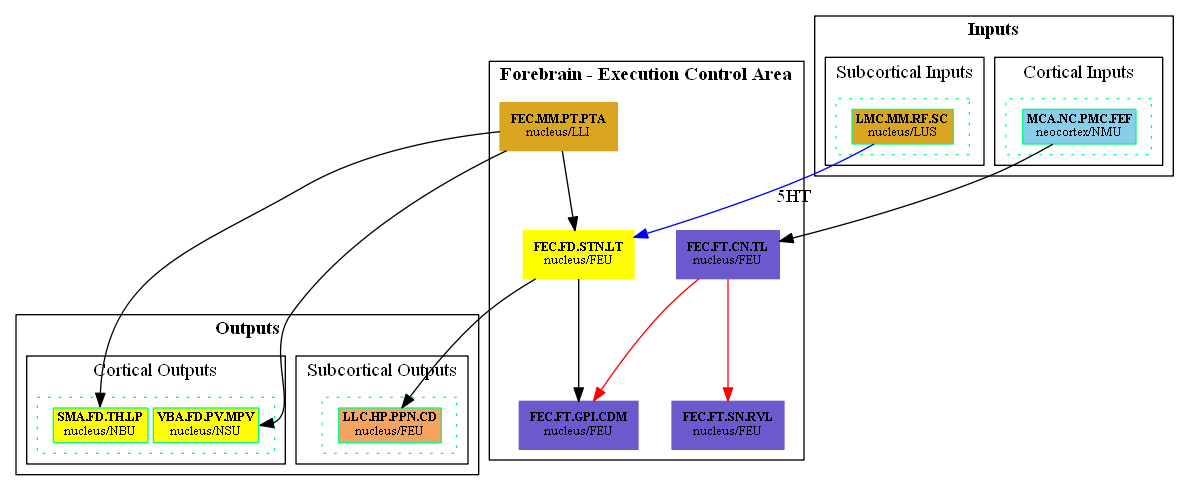 Inputs
Subcortical Inputs
Cortical Inputs
LMC.MM.RF.SC
nucleus/LUS
MCA.NC.PMC.FEF
neocortex/NMU
Forebrain - Execution Control Area
FEC.MM.PT.PTA
nucleus/LLI
5HT
FEC.FD.STN.LT
nucleus/FEU
FEC.FT.CN.TL
nucleus/FEU
FEC.FT.GPI.CDM
nucleus/FEU
FEC.FT.SN.RVL
nucleus/FEU
Outputs
Cortical Outputs
Subcortical Outputs
SMA.FD.TH.LP
nucleus/NBU
VBA.FD.PV.MPV
nucleus/NSU
LLC.HP.PPN.CD
nucleus/FEU